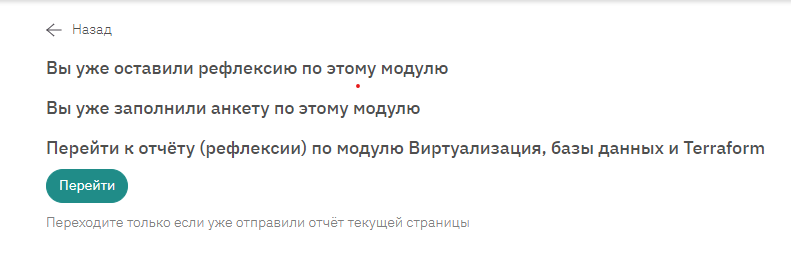 Назад
Вы уже оставили рефлексию по этому модулю
Вы уже заполнили анкету по этому модулю
Перейти к отчёту (рефлексии) по модулю Виртуализация, базы данных и Terraform
Перейти
Переходите только если уже отправили отчёт текущей страницы